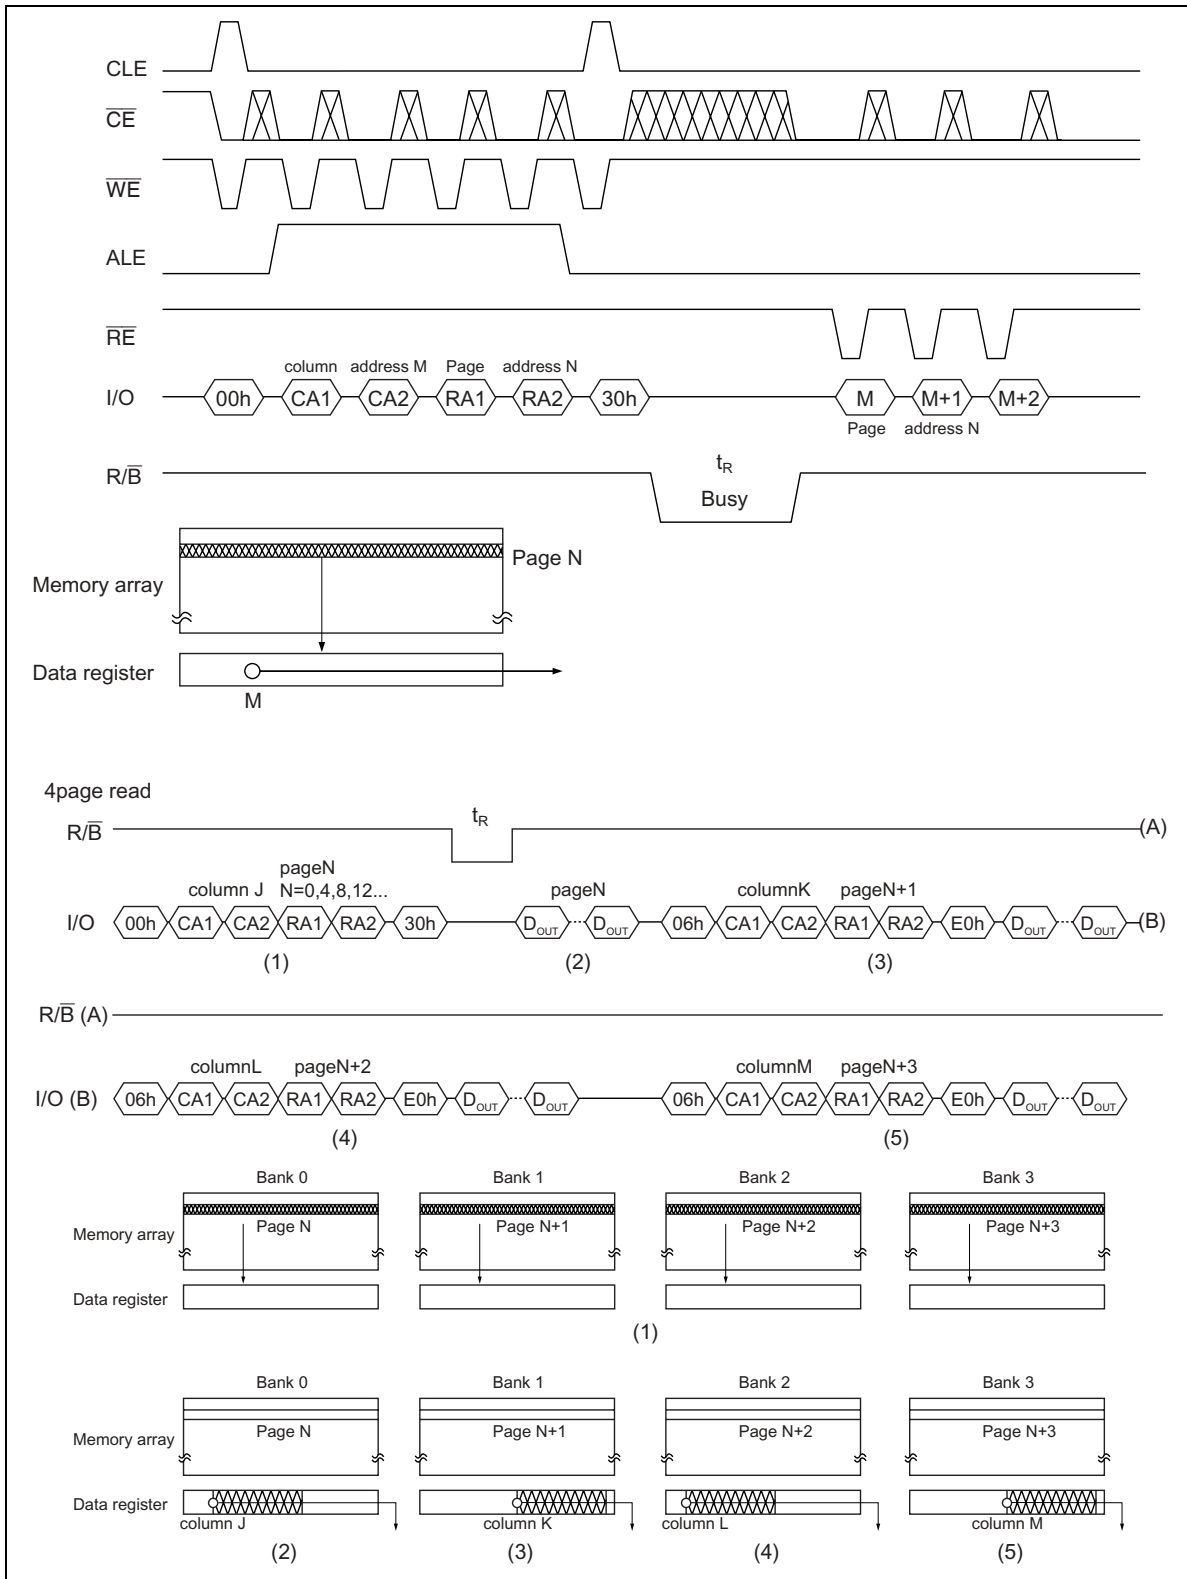 CLE
CE
WE
ALE
RE
column address M Page address N
I/O 00h CA1 CA2 RA1 RA2 30h M M+1 M+2
Page address N
R/B tR
Busy
Page N
Memory array
Data register
M
4page read
R/B tR (A)
pageN
column J N=0,4,8,12... pageN columnK pageN+1
I/O 00h CA1 CA2 RA1 RA2 30h DOUT DOUT 06h CA1 CA2 RA1 RA2 E0h DOUT DOUT (B)
(1) (2) (3)
R/B (A)
columnL pageN+2 columnM pageN+3
I/O (B) 06h CA1 CA2 RA1 RA2 E0h DOUT DOUT 06h CA1 CA2 RA1 RA2 E0h DOUT DOUT
(4) (5)
Bank 0 Bank 1 Bank 2 Bank 3
Page N Page N+1 Page N+2 Page N+3
Memory array
Data register
(1)
Bank 0 Bank 1 Bank 2 Bank 3
Page N Page N+1 Page N+2 Page N+3
Memory array
Data register
column J column K column L column M
(2) (3) (4) (5)